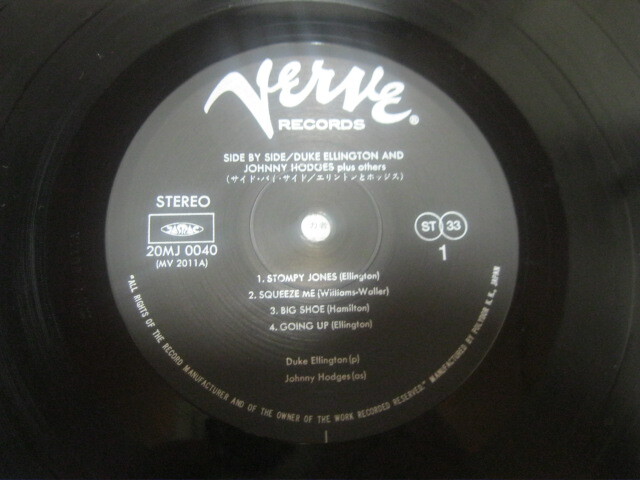 Verve®
RECORDS
SIDE BY SIDE/DUKE ELLINGTON AND
JOHNNY HODGES plus others
(サイド・バイ・サイド/エリントンとホッジス)
STEREO
20MJ 0040
(MV 2011A)
ST 33
1
1. STOMPY JONES (Ellington)
2. SQUEEZE ME (Williams-Waller)
3. BIG SHOE (Hamilton)
4. GOING UP (Ellington)
Duke Ellington (p)
Johnny Hodges (as)
"ALL RIGHTS OF THE RECORD MANUFACTURER AND OF THE OWNER OF THE WORK RECORDED RESERVED." MANUFACTURED BY POLYDOR K.K., JAPAN